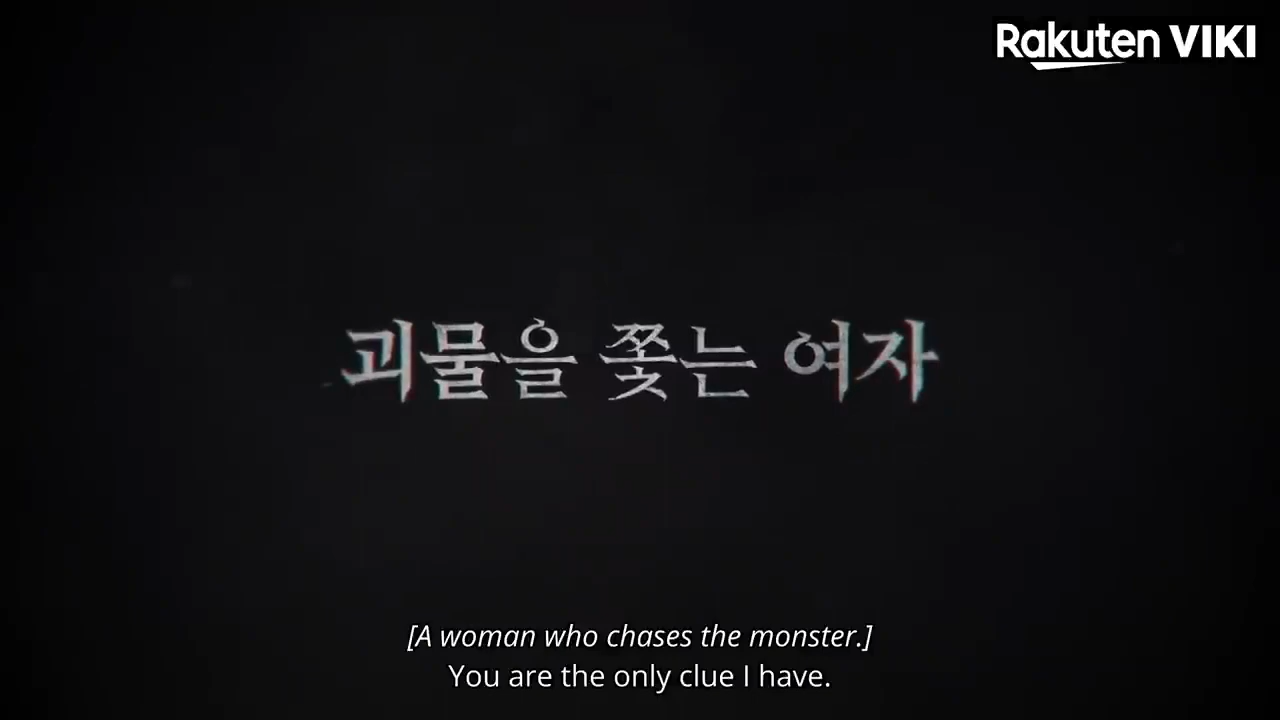 Rakuten VIKI
괴물을 쫓는 여자
[A woman who chases the monster.]
You are the only clue I have.